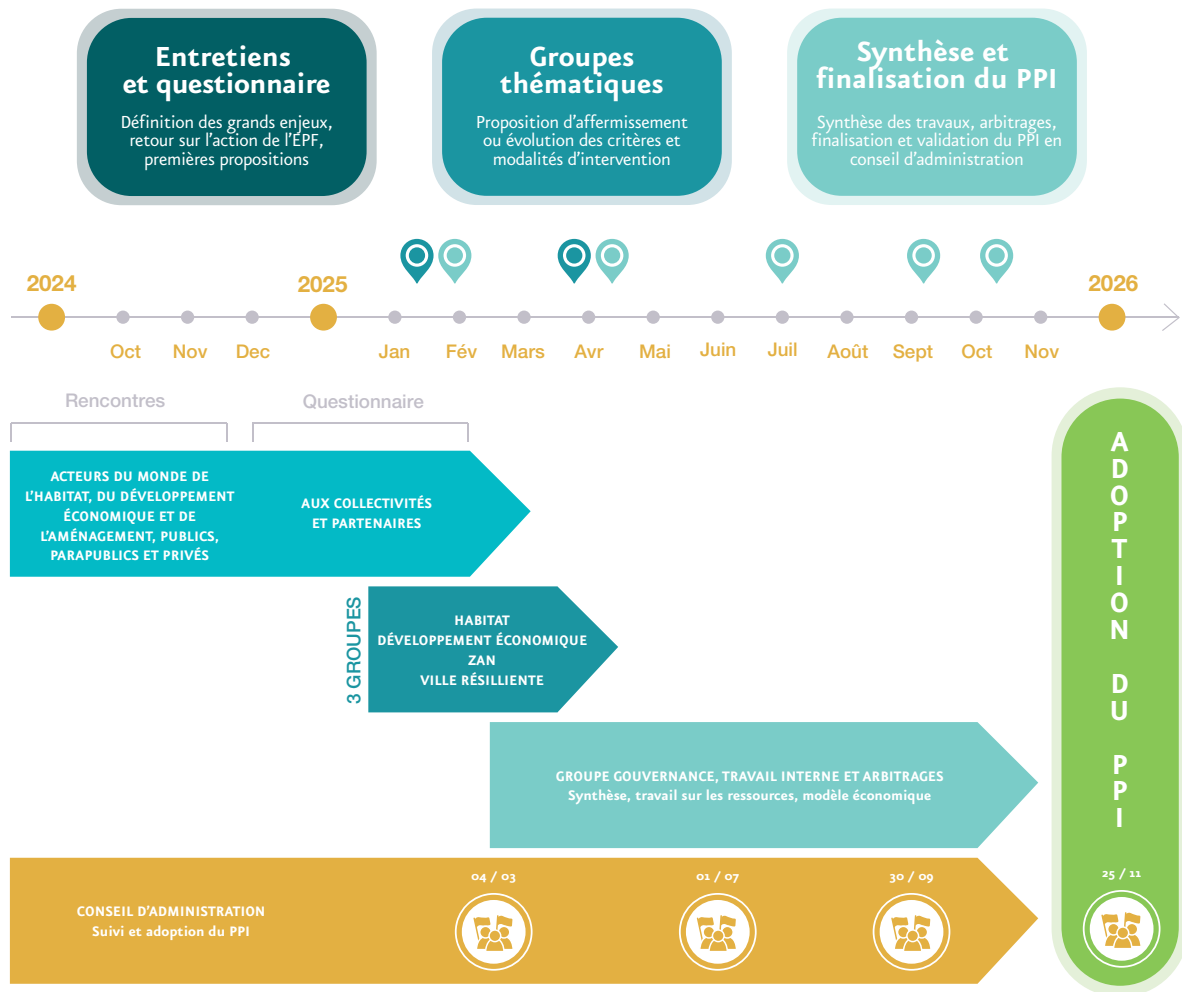 Entretiens
et questionnaire
Définition des grands enjeux,
retour sur l'action de l'EPF,
premières propositions
Groupes
thématiques
Proposition d'affermissement
ou évolution des critères et
modalités d'intervention
Synthèse et
finalisation du PPI
Synthèse des travaux, arbitrages,
finalisation et validation du PPI en
conseil d'administration
2024
2025
2026
Oct
Nov
Dec
Jan
Fév
Mars
Avr
Mai
Juin
Juil
Août
Sept
Oct
Nov
Rencontres
Questionnaire
ACTEURS DU MONDE DE
L'HABITAT, DU DÉVELOPPEMENT
ÉCONOMIQUE ET DE
L'AMÉNAGEMENT, PUBLICS,
PARAPUBLICS ET PRIVÉS
AUX COLLECTIVITÉS
ET PARTENAIRES
3 GROUPES
HABITAT
DÉVELOPPEMENT ÉCONOMIQUE
ZAN
VILLE RÉSILLIENTE
GROUPE GOUVERNANCE, TRAVAIL INTERNE ET ARBITRAGES
Synthèse, travail sur les ressources, modèle économique
CONSEIL D'ADMINISTRATION
Suivi et adoption du PPI
04 / 03
01 / 07
30 / 09
ADOPTION DU PPI
25 / 11